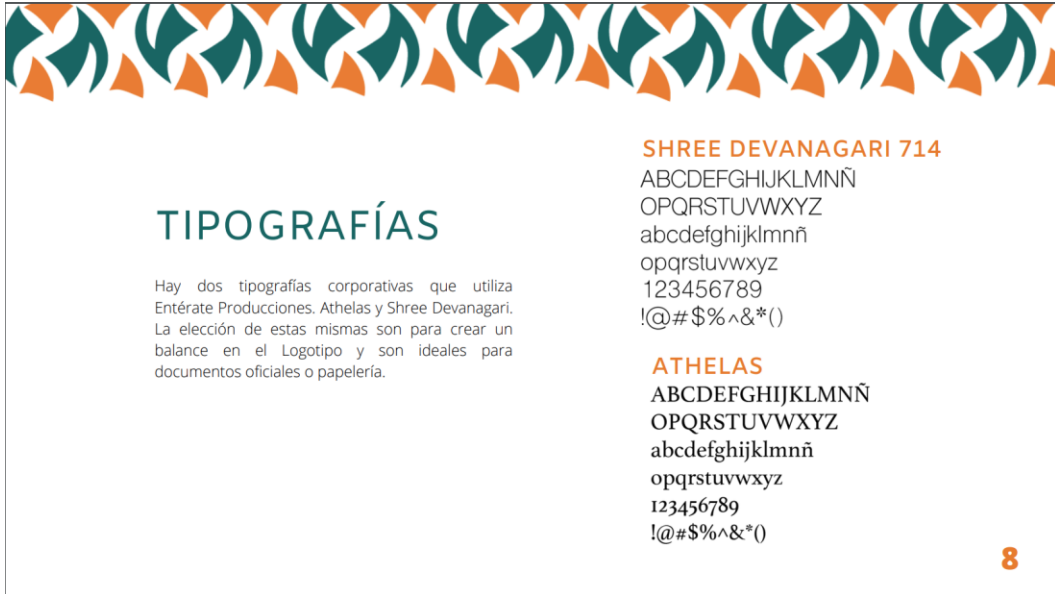 TIPOGRAFÍAS
Hay dos tipografías corporativas que utiliza
Entérate Producciones. Athelas y Shree Devanagari.
La elección de estas mismas son para crear un
balance en el Logotipo y son ideales para
documentos oficiales o papelería.
SHREE DEVANAGARI 714
ABCDEFGHIJKLMNÑ
OPQRSTUVWXYZ
abcdefghijklmnñ
opqrstuvwxyz
123456789
!@#$%^&*()
ATHELAS
ABCDEFGHIJKLMNÑ
OPQRSTUVWXYZ
abcdefghijklmnñ
opqrstuvwxyz
123456789
!@#$%^&*()
8